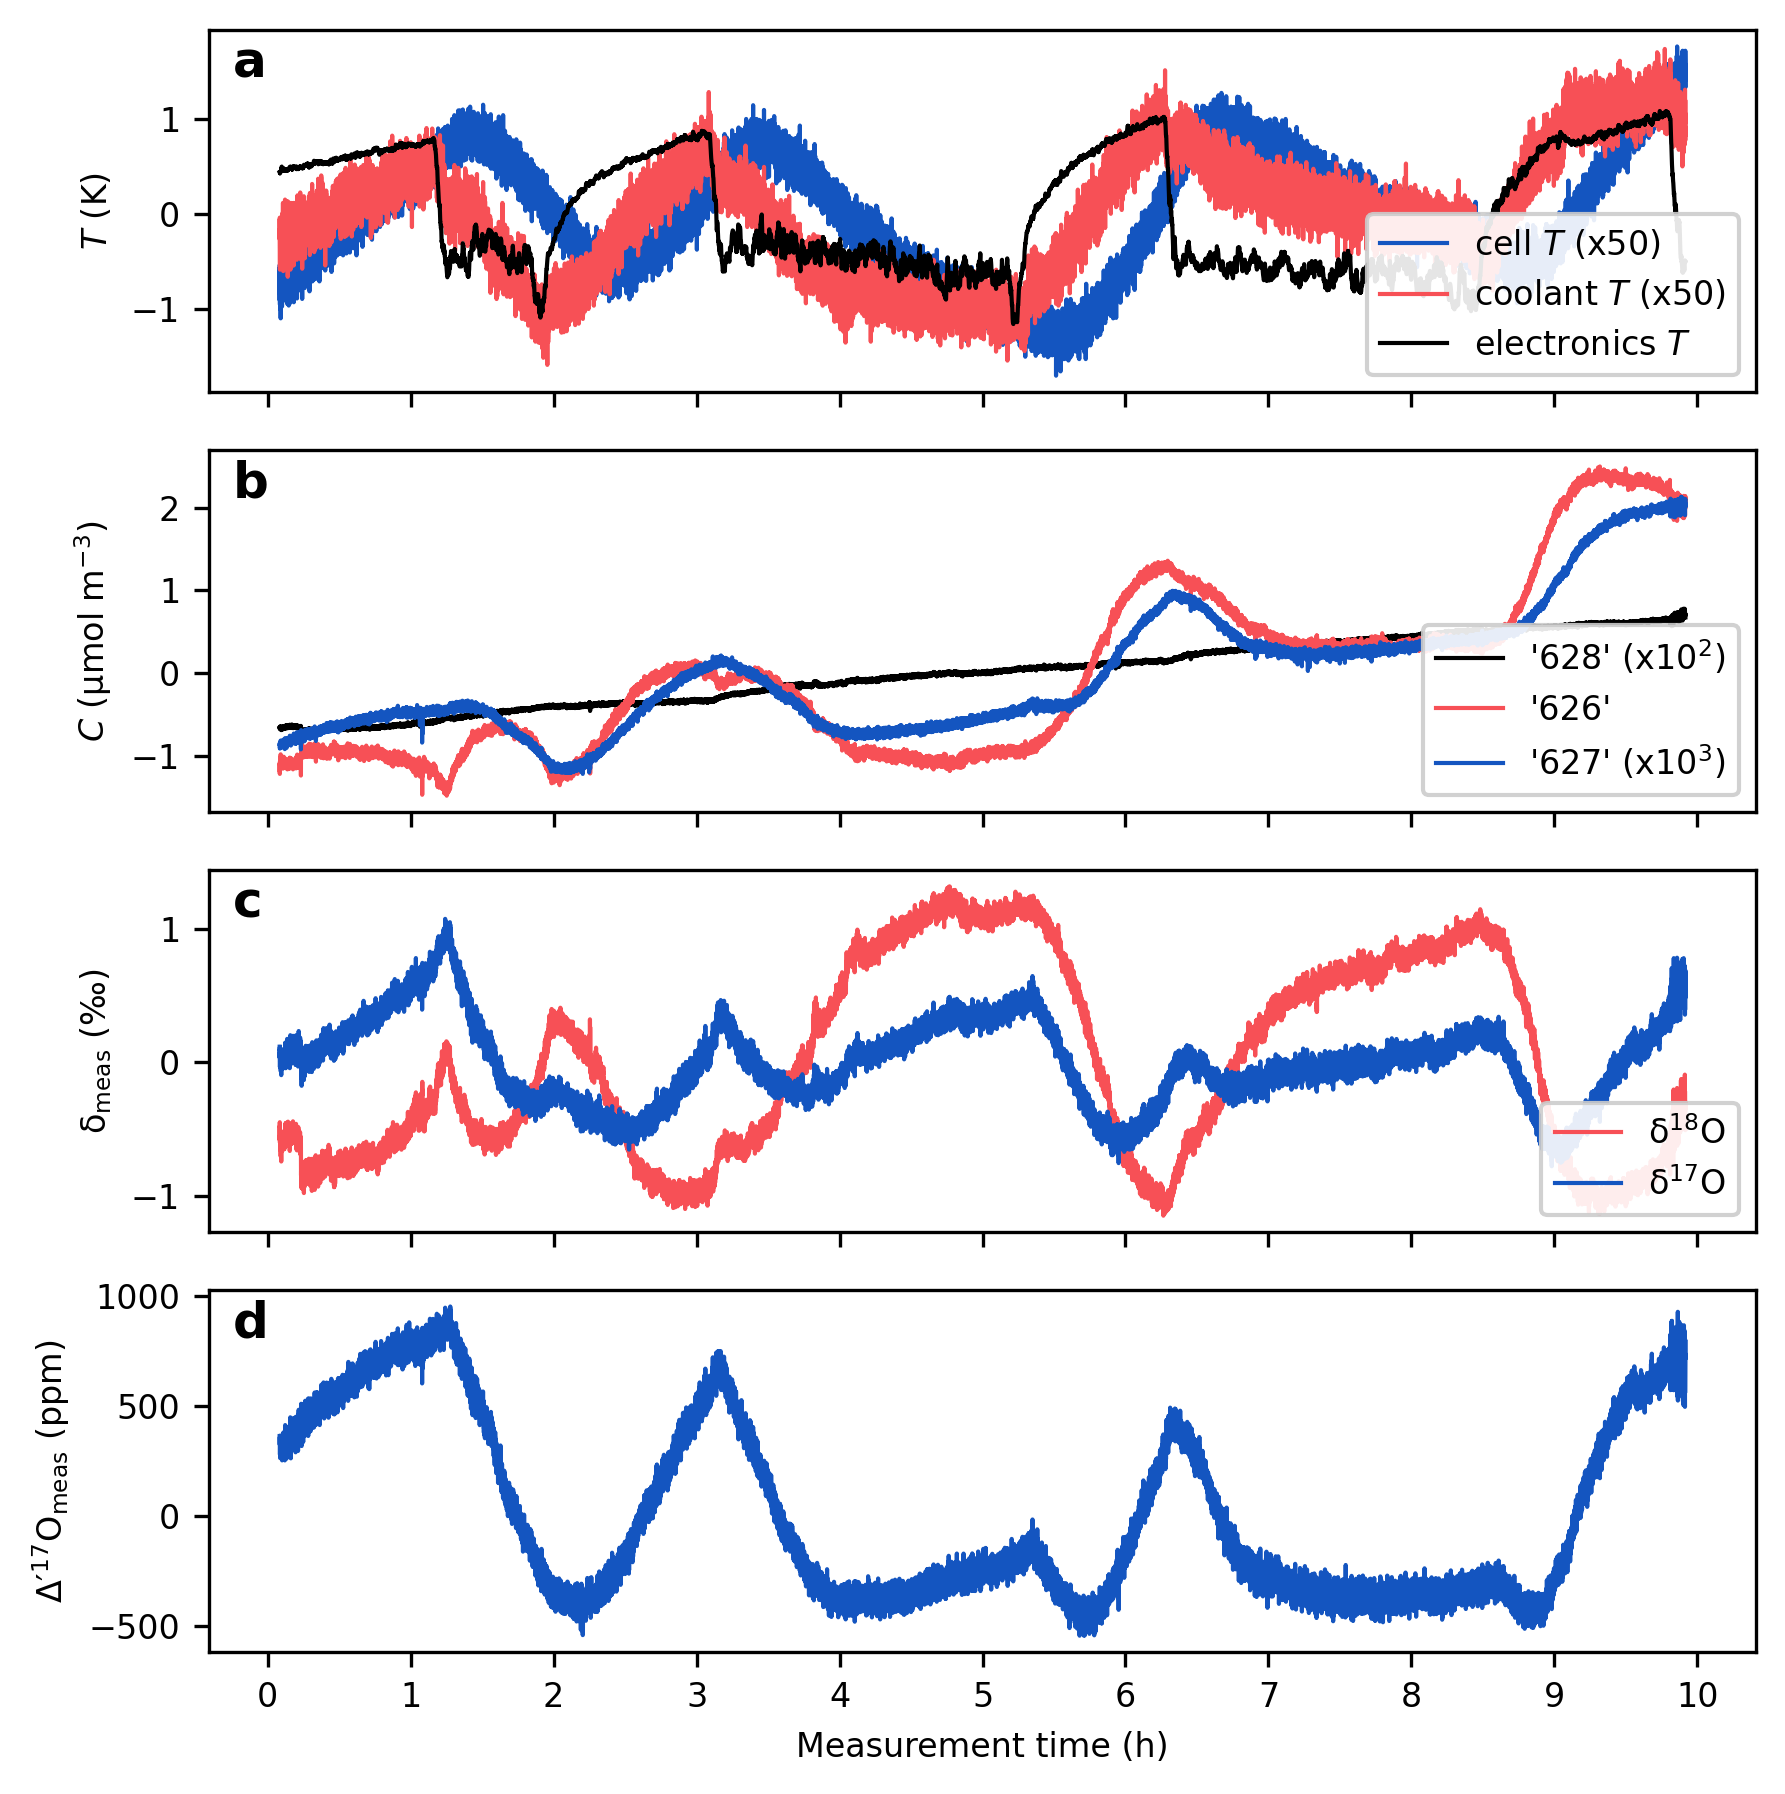 a
1
0
−1
T (K)
cell T (x50)
coolant T (x50)
electronics T
b
2
1
0
−1
C (µmol m⁻³)
'628' (x10²)
'626'
'627' (x10³)
c
1
0
−1
δmeas (‰)
δ¹⁸O
δ¹⁷O
d
1000
500
0
−500
Δ′¹⁷Omeas (ppm)
0 1 2 3 4 5 6 7 8 9 10
Measurement time (h)